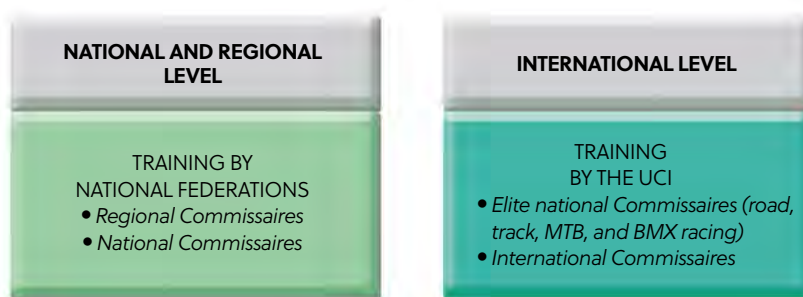 NATIONAL AND REGIONAL
LEVEL
TRAINING BY
NATIONAL FEDERATIONS
• Regional Commissaires
• National Commissaires
INTERNATIONAL LEVEL
TRAINING
BY THE UCI
• Elite national Commissaires (road,
track, MTB, and BMX racing)
• International Commissaires